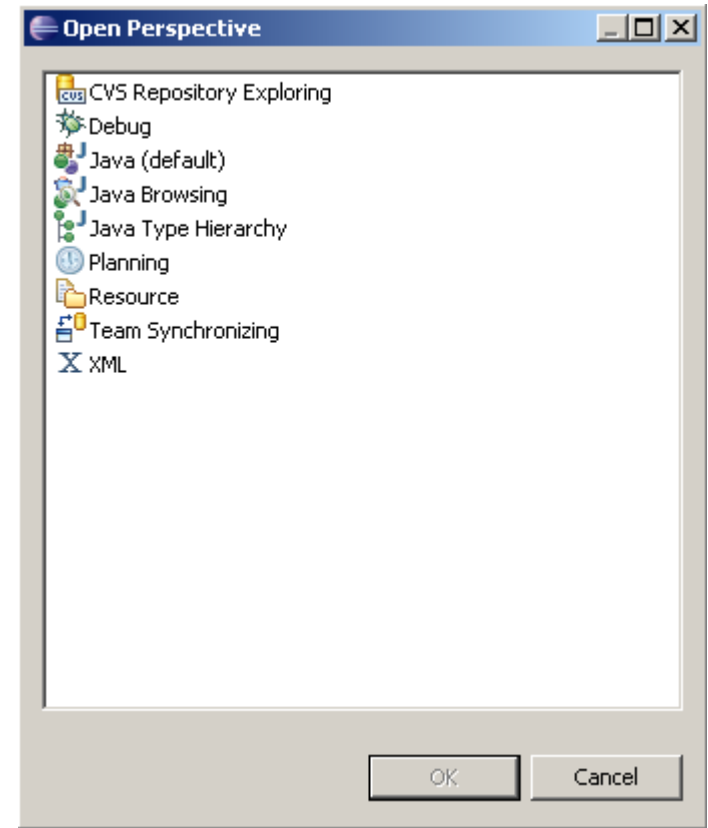 Open Perspective
CVS CVS Repository Exploring
Debug
Java (default)
Java Browsing
Java Type Hierarchy
Planning
Resource
Team Synchronizing
X XML
OK Cancel